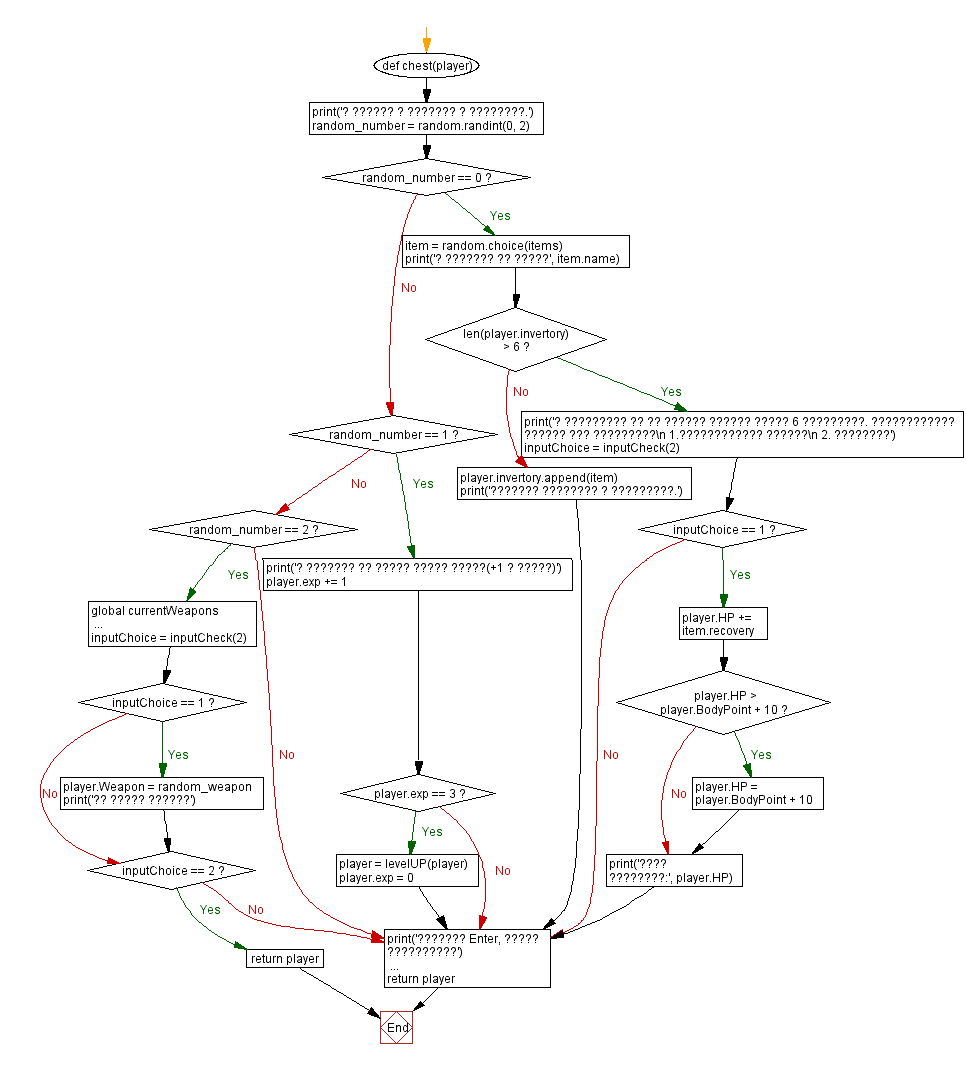 def chest(player)
print('? ?????? ? ??????? ? ????????.')
random_number = random.randint(0, 2)
random_number == 0 ?
Yes
item = random.choice(items)
print('? ??????? ?? ?????', item.name)
No
len(player.invertory)
> 6 ?
Yes
No
print('? ????????? ?? ?? ?????? ?????? ????? 6 ?????????. ????????????
?????? ??? ?????????\n 1.???????????? ??????\n 2. ????????')
inputChoice = inputCheck(2)
random_number == 1 ?
player.invertory.append(item)
print('??????? ???????? ? ?????????.')
No
Yes
random_number == 2 ?
inputChoice == 1 ?
Yes
print('? ??????? ?? ????? ????? ?????(+1 ? ?????)')
player.exp += 1
Yes
global currentWeapons
...
inputChoice = inputCheck(2)
player.HP +=
item.recovery
inputChoice == 1 ?
player.HP >
player.BodyPoint + 10 ?
Yes
No
No
Yes
No
player.Weapon = random_weapon
print('?? ????? ??????')
player.exp == 3 ?
No
player.HP =
player.BodyPoint + 10
Yes
inputChoice == 2 ?
player = levelUP(player)
player.exp = 0
No
print('????
????????:', player.HP)
Yes
No
print('??????? Enter, ?????
??????????')
...
return player
return player
End